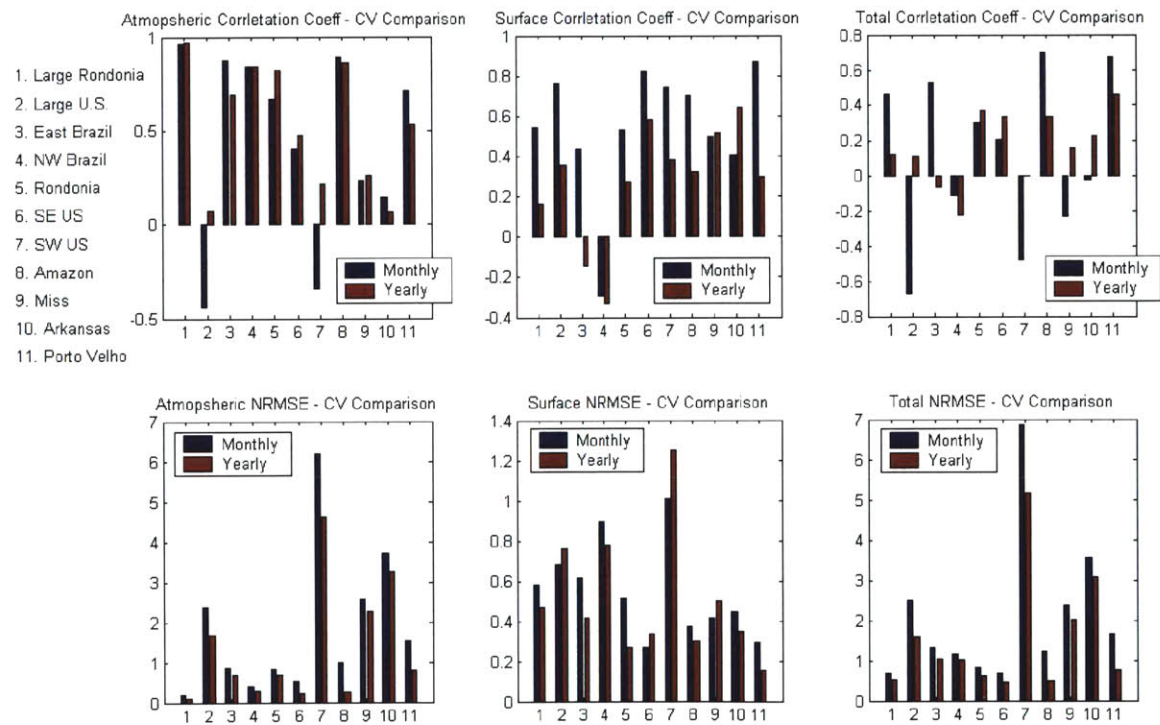 Atmopsheric Corrletation Coeff - CV Comparison
1
0.5
0
-0.5
1 2 3 4 5 6 7 8 9 10 11
Monthly
Yearly
Surface Corrletation Coeff - CV Comparison
1
0.8
0.6
0.4
0.2
0
-0.2
-0.4
1 2 3 4 5 6 7 8 9 10 11
Monthly
Yearly
Total Corrletation Coeff - CV Comparison
0.8
0.6
0.4
0.2
0
-0.2
-0.4
-0.6
-0.8
1 2 3 4 5 6 7 8 9 10 11
Monthly
Yearly
1. Large Rondonia
2. Large U.S.
3. East Brazil
4. NW Brazil
5. Rondonia
6. SE US
7. SW US
8. Amazon
9. Miss
10. Arkansas
11. Porto Velho
Atmopsheric NRMSE - CV Comparison
7
6
5
4
3
2
1
0
1 2 3 4 5 6 7 8 9 10 11
Monthly
Yearly
Surface NRMSE - CV Comparison
1.4
1.2
1
0.8
0.6
0.4
0.2
0
1 2 3 4 5 6 7 8 9 10 11
Monthly
Yearly
Total NRMSE - CV Comparison
7
6
5
4
3
2
1
0
1 2 3 4 5 6 7 8 9 10 11
Monthly
Yearly